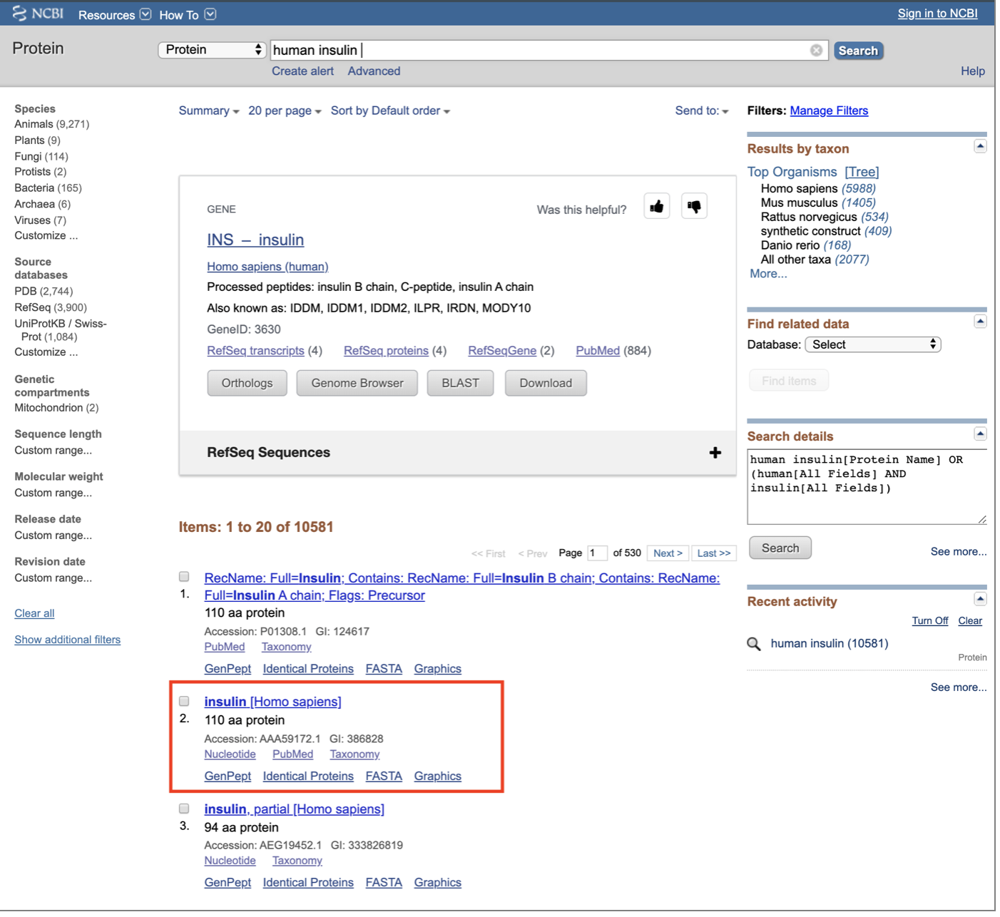 NCBI Resources How To Sign in to NCBI
Protein Protein human insulin Search
Create alert Advanced Help
Species
Animals (9,271)
Plants (9)
Fungi (114)
Protists (2)
Bacteria (165)
Archaea (6)
Viruses (7)
Customize ...
Source
databases
PDB (2,744)
RefSeq (3,900)
UniProtKB / Swiss-
Prot (1,084)
Customize ...
Genetic
compartments
Mitochondrion (2)
Sequence length
Custom range...
Molecular weight
Custom range...
Release date
Custom range...
Revision date
Custom range...
Clear all
Show additional filters
Summary 20 per page Sort by Default order Send to:
GENE Was this helpful?
INS – insulin
Homo sapiens (human)
Processed peptides: insulin B chain, C-peptide, insulin A chain
Also known as: IDDM, IDDM1, IDDM2, ILPR, IRDN, MODY10
GeneID: 3630
RefSeq transcripts (4) RefSeq proteins (4) RefSeqGene (2) PubMed (884)
Orthologs Genome Browser BLAST Download
RefSeq Sequences
Items: 1 to 20 of 10581
<< First < Prev Page 1 of 530 Next > Last >>
RecName: Full=Insulin; Contains: RecName: Full=Insulin B chain; Contains: RecName:
1. Full=Insulin A chain; Flags: Precursor
110 aa protein
Accession: P01308.1 GI: 124617
PubMed Taxonomy
GenPept Identical Proteins FASTA Graphics
insulin [Homo sapiens]
2. 110 aa protein
Accession: AAA59172.1 GI: 386828
Nucleotide PubMed Taxonomy
GenPept Identical Proteins FASTA Graphics
insulin, partial [Homo sapiens]
3. 94 aa protein
Accession: AEG19452.1 GI: 333826819
Nucleotide Taxonomy
GenPept Identical Proteins FASTA Graphics
Filters: Manage Filters
Results by taxon
Top Organisms [Tree]
Homo sapiens (5988)
Mus musculus (1405)
Rattus norvegicus (534)
synthetic construct (409)
Danio rerio (168)
All other taxa (2077)
More...
Find related data
Database: Select
Find items
Search details
human insulin[Protein Name] OR
(human[All Fields] AND
insulin[All Fields])
Search See more...
Recent activity
Turn Off Clear
human insulin (10581)
Protein
See more...